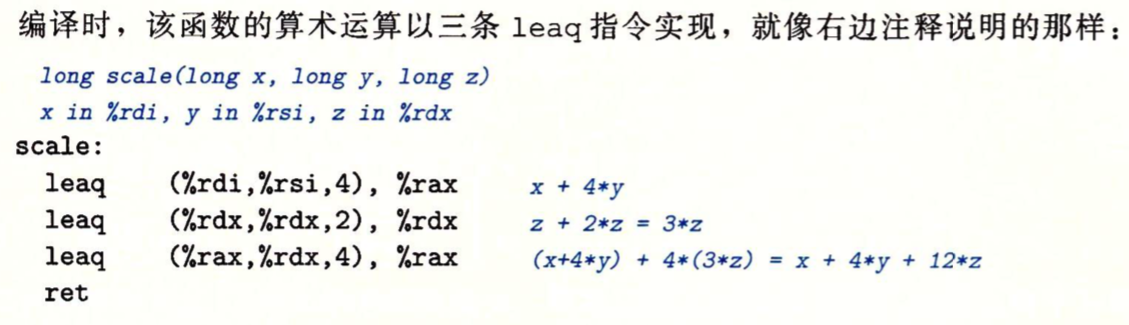 编译时，该函数的算术运算以三条 leaq 指令实现，就像右边注释说明的那样：
long scale(long x, long y, long z)
x in %rdi, y in %rsi, z in %rdx
scale:
leaq (%rdi,%rsi,4), %rax x + 4*y
leaq (%rdx,%rdx,2), %rdx z + 2*z = 3*z
leaq (%rax,%rdx,4), %rax (x+4*y) + 4*(3*z) = x + 4*y + 12*z
ret